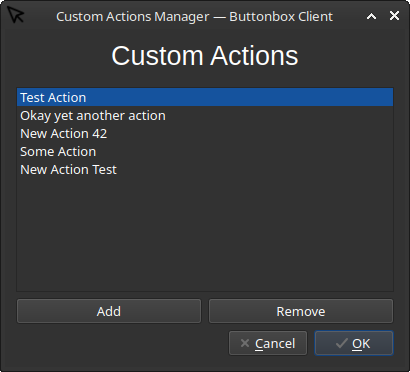 Custom Actions Manager — Buttonbox Client
Custom Actions
Test Action
Okay yet another action
New Action 42
Some Action
New Action Test
Add
Remove
Cancel
OK